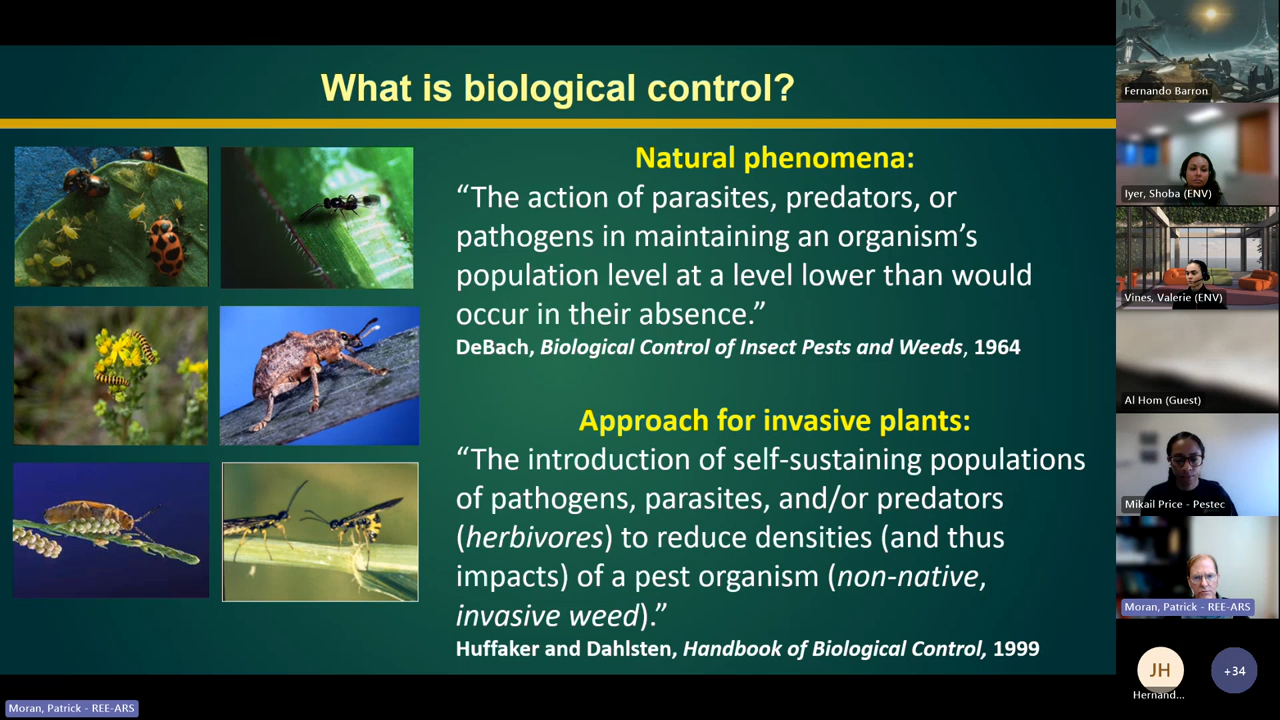 What is biological control?
Natural phenomena:
“The action of parasites, predators, or
pathogens in maintaining an organism’s
population level at a level lower than would
occur in their absence.”
DeBach, Biological Control of Insect Pests and Weeds, 1964
Approach for invasive plants:
“The introduction of self-sustaining populations
of pathogens, parasites, and/or predators
(herbivores) to reduce densities (and thus
impacts) of a pest organism (non-native,
invasive weed).”
Huffaker and Dahlsten, Handbook of Biological Control, 1999
Fernando Barron
Iyer, Shoba (ENV)
Vines, Valerie (ENV)
Al Hom (Guest)
Mikail Price - Pestec
Moran, Patrick - REE-ARS
JH
Hernand...
+34
Moran, Patrick - REE-ARS